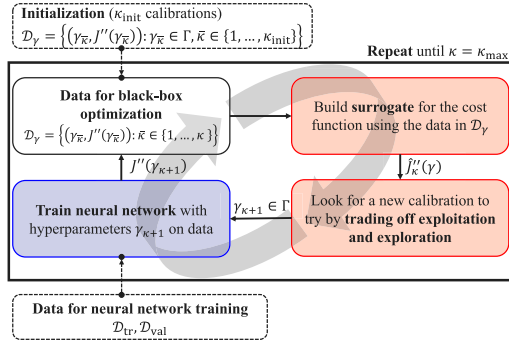 Initialization (κ_init calibrations)
𝒟_γ = {(γ_κ̄, J′′(γ_κ̄)): γ_κ̄ ∈ Γ, κ̄ ∈ {1, … , κ_init}}
Repeat until κ = κ_max
Data for black-box
optimization
𝒟_γ = {(γ_κ̄, J′′(γ_κ̄)): κ̄ ∈ {1, … , κ }}
Build surrogate for the cost
function using the data in 𝒟_γ
J′′(γ_κ+1)
Ĵ′′_κ(γ)
Train neural network with
hyperparameters γ_κ+1 on data
γ_κ+1 ∈ Γ
Look for a new calibration to
try by trading off exploitation
and exploration
Data for neural network training
𝒟_tr, 𝒟_val